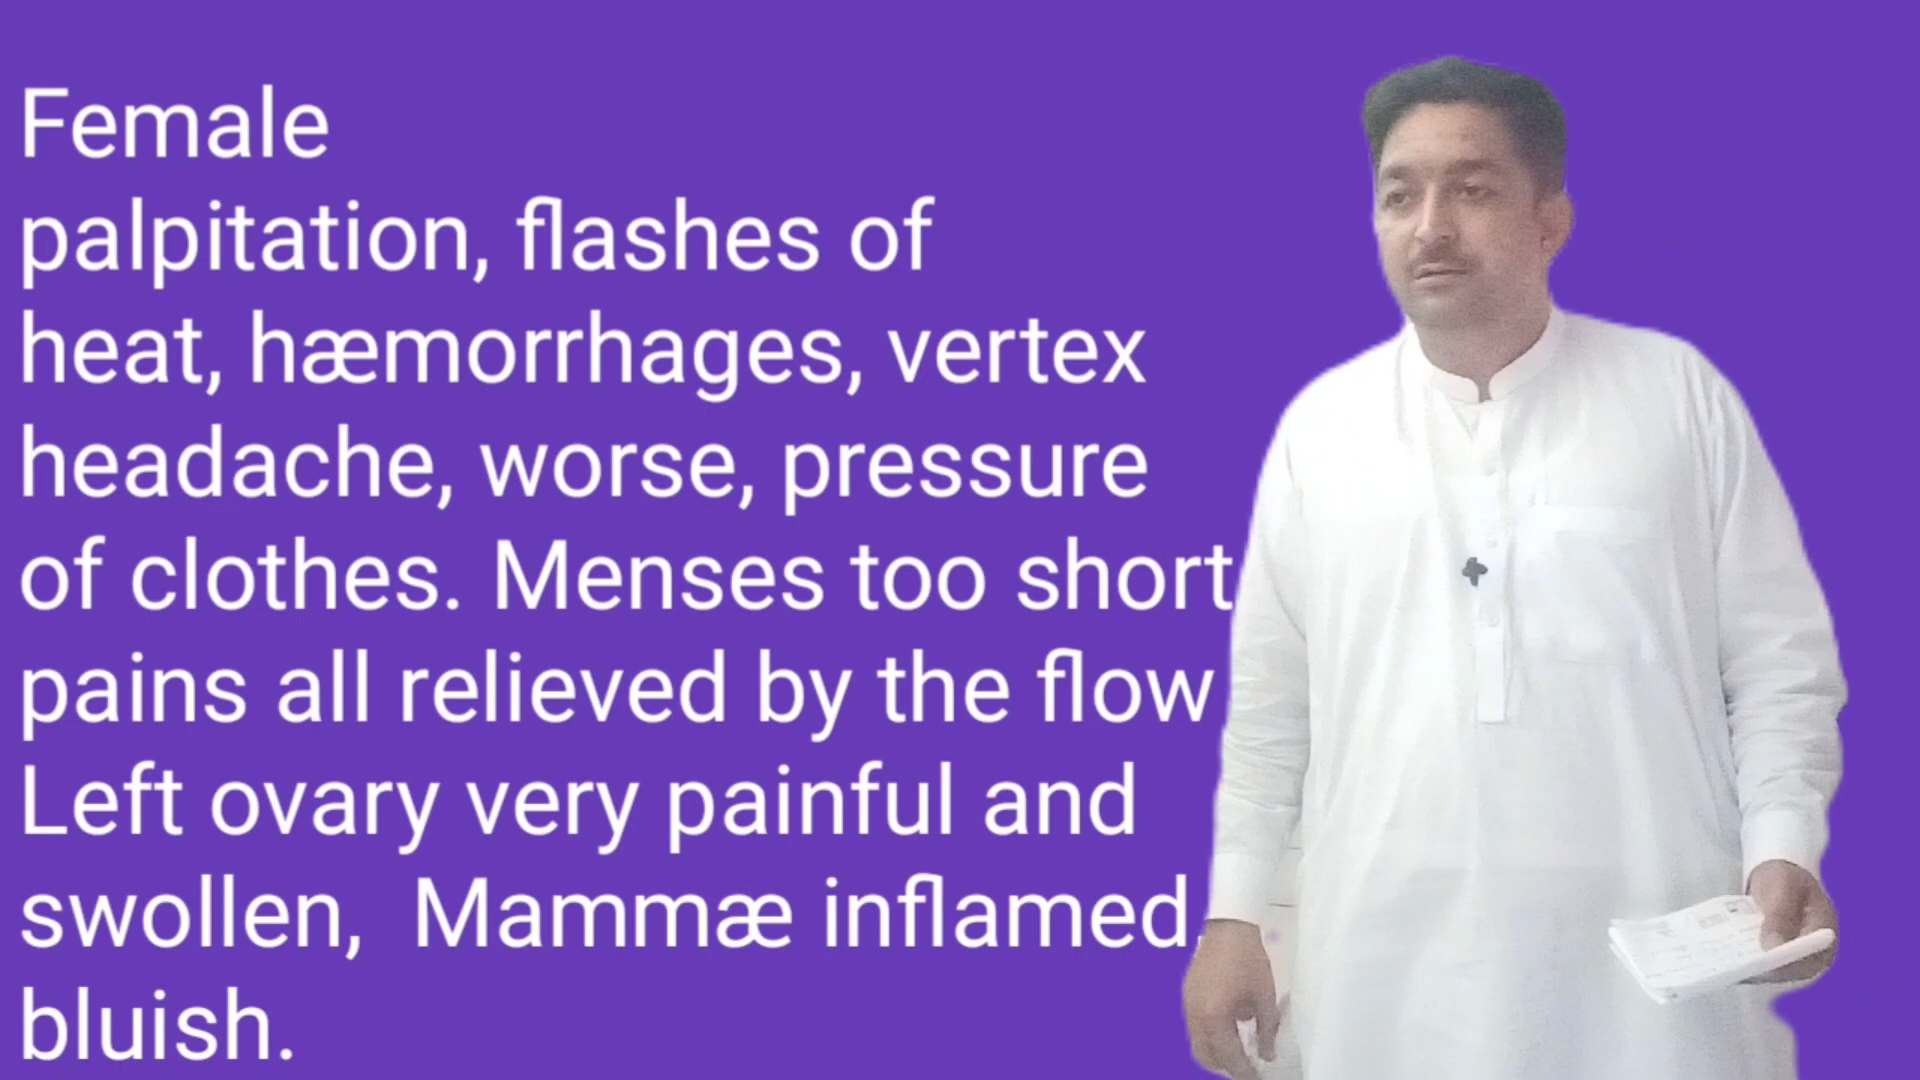 Female
palpitation, flashes of
heat, hæmorrhages, vertex
headache, worse, pressure
of clothes. Menses too short
pains all relieved by the flow
Left ovary very painful and
swollen,  Mammæ inflamed,
bluish.